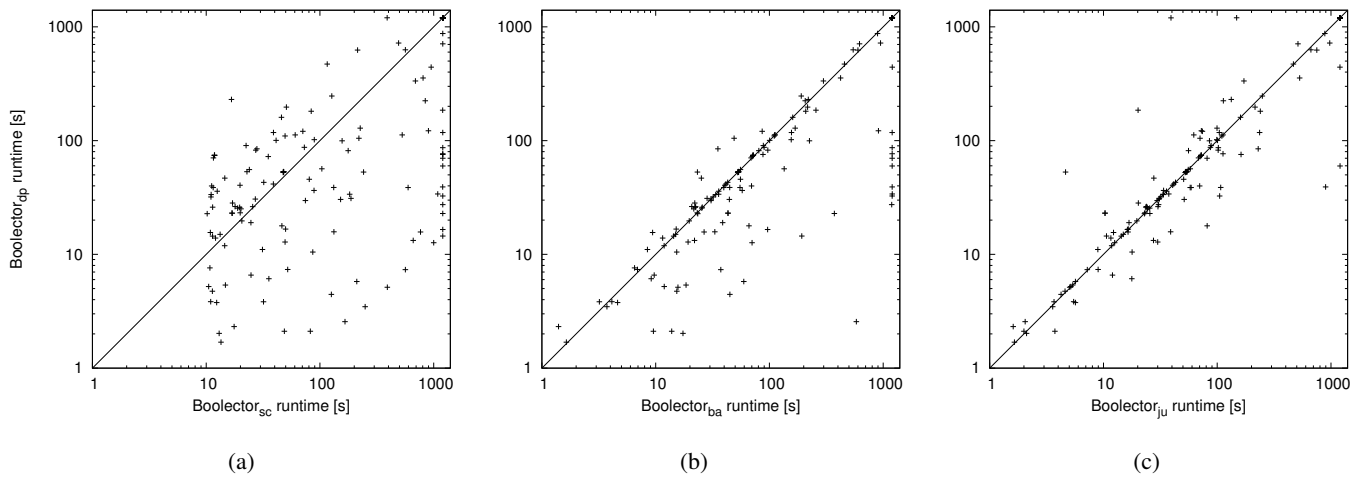 1000
100
10
1
1 10 100 1000
Boolector_dp runtime [s]
Boolector_sc runtime [s]
(a)
1000
100
10
1
1 10 100 1000
Boolector_ba runtime [s]
(b)
1000
100
10
1
1 10 100 1000
Boolector_ju runtime [s]
(c)